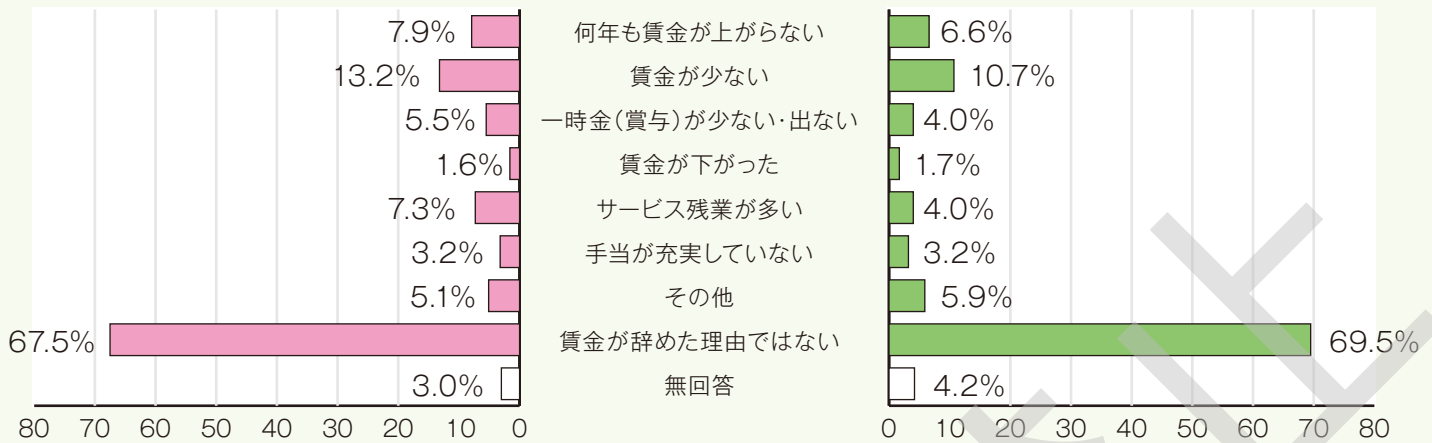 7.9% 何年も賃金が上がらない 6.6%
13.2% 賃金が少ない 10.7%
5.5% 一時金(賞与)が少ない・出ない 4.0%
1.6% 賃金が下がった 1.7%
7.3% サービス残業が多い 4.0%
3.2% 手当が充実していない 3.2%
5.1% その他 5.9%
67.5% 賃金が辞めた理由ではない 69.5%
3.0% 無回答 4.2%
80 70 60 50 40 30 20 10 0 0 10 20 30 40 50 60 70 80